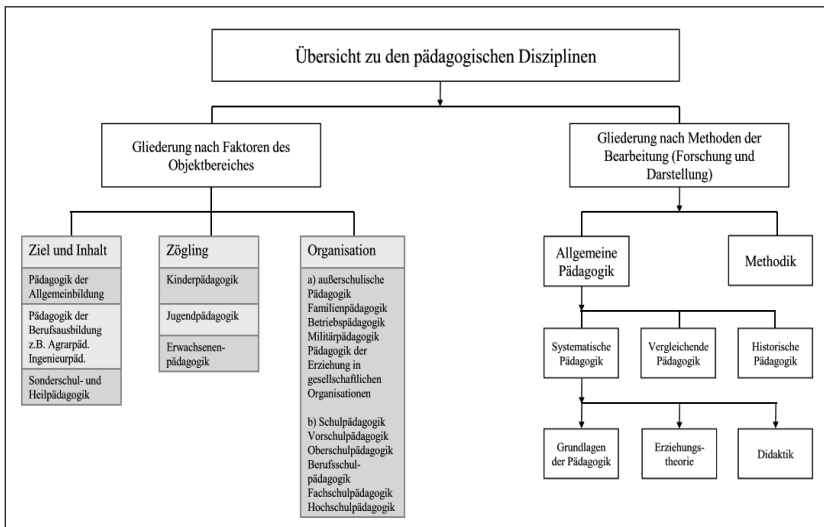 Übersicht zu den pädagogischen Disziplinen
Gliederung nach Faktoren des
Objektbereiches
Gliederung nach Methoden der
Bearbeitung (Forschung und
Darstellung)
Ziel und Inhalt
Pädagogik der
Allgemeinbildung
Pädagogik der
Berufsausbildung
z.B. Agrarpäd.
Ingenieurpäd.
Sonderschul- und
Heilpädagogik
Zögling
Kinderpädagogik
Jugendpädagogik
Erwachsenen-
pädagogik
Organisation
a) außerschulische
Pädagogik
Familienpädagogik
Betriebspädagogik
Militärpädagogik
Pädagogik der
Erziehung in
gesellschaftlichen
Organisationen
b) Schulpädagogik
Vorschulpädagogik
Oberschulpädagogik
Berufsschul-
pädagogik
Fachschulpädagogik
Hochschulpädagogik
Allgemeine
Pädagogik
Methodik
Systematische
Pädagogik
Vergleichende
Pädagogik
Historische
Pädagogik
Grundlagen
der Pädagogik
Erziehungs-
theorie
Didaktik